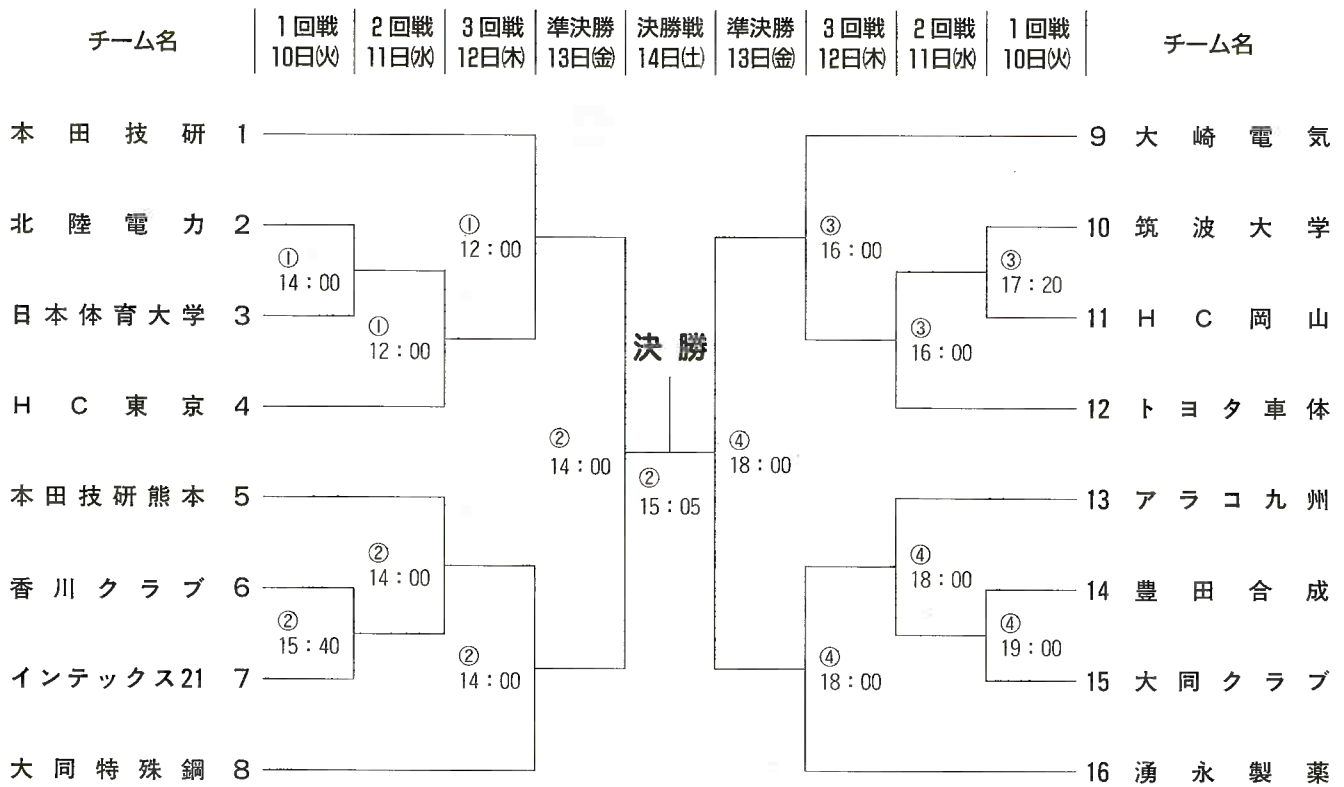 チーム名 1回戦 2回戦 3回戦 準決勝 決勝戦 準決勝 3回戦 2回戦 1回戦 チーム名
10日(火) 11日(水) 12日(木) 13日(金) 14日(土) 13日(金) 12日(木) 11日(水) 10日(火)
本田技研 1
北陸電力 2
日本体育大学 3
HC東京 4
本田技研熊本 5
香川クラブ 6
インテックス21 7
大同特殊鋼 8
① 14:00
② 15:40
① 12:00
② 14:00
① 12:00
② 14:00
② 14:00
決勝
② 15:05
④ 18:00
③ 16:00
④ 18:00
③ 16:00
④ 18:00
③ 17:20
④ 19:00
9 大崎電気
10 筑波大学
11 HC岡山
12 トヨタ車体
13 アラコ九州
14 豊田合成
15 大同クラブ
16 湧永製薬